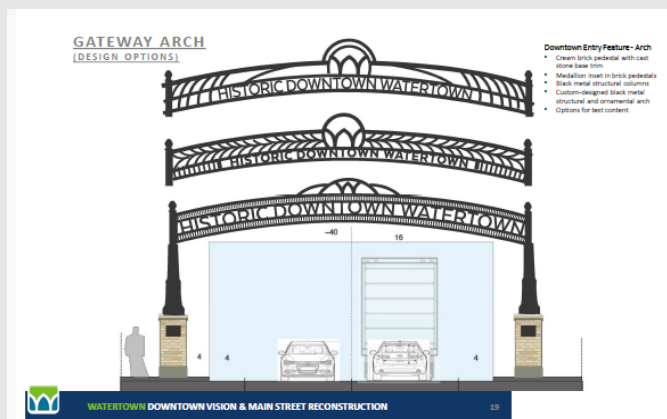 GATEWAY ARCH
(DESIGN OPTIONS)
Downtown Entry Feature - Arch
• Cream brick pedestal with cast
stone base trim
• Medallion inset in brick pedestals
• Black metal structural columns
• Custom-designed black metal
structural and ornamental arch
• Options for text content
HISTORIC DOWNTOWN WATERTOWN
HISTORIC DOWNTOWN WATERTOWN
HISTORIC DOWNTOWN WATERTOWN
~40
16
4
4
4
WATERTOWN DOWNTOWN VISION & MAIN STREET RECONSTRUCTION
19